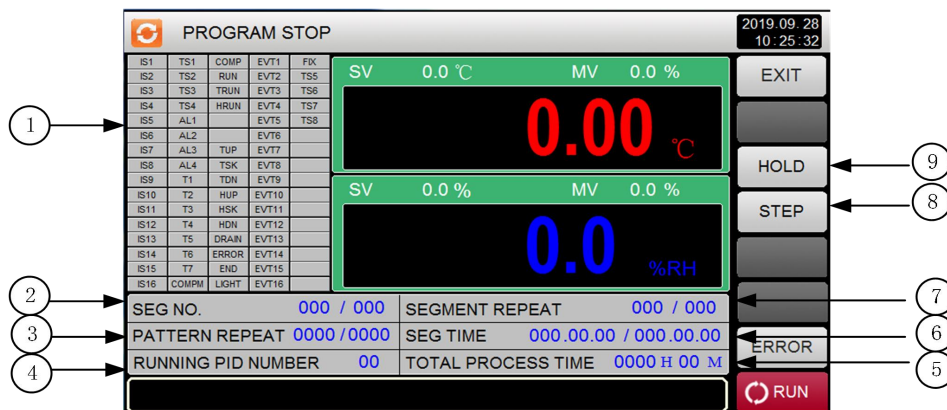 PROGRAM STOP
2019.09.28
10:25:32
IS1 TS1 COMP EVT1 FIX
IS2 TS2 RUN EVT2 TS5
IS3 TS3 TRUN EVT3 TS6
IS4 TS4 HRUN EVT4 TS7
IS5 AL1 EVT5 TS8
IS6 AL2 EVT6
IS7 AL3 TUP EVT7
IS8 AL4 TSK EVT8
IS9 T1 TDN EVT9
IS10 T2 HUP EVT10
IS11 T3 HSK EVT11
IS12 T4 HDN EVT12
IS13 T5 DRAIN EVT13
IS14 T6 ERROR EVT14
IS15 T7 END EVT15
IS16 COMPM LIGHT EVT16
SV 0.0 ℃ MV 0.0 %
0.00 ℃
SV 0.0 % MV 0.0 %
0.0 %RH
EXIT
HOLD
STEP
ERROR
RUN
SEG NO. 000 / 000 SEGMENT REPEAT 000 / 000
PATTERN REPEAT 0000 / 0000 SEG TIME 000.00.00 / 000.00.00
RUNNING PID NUMBER 00 TOTAL PROCESS TIME 0000 H 00 M
1
2
3
4
9
8
7
6
5